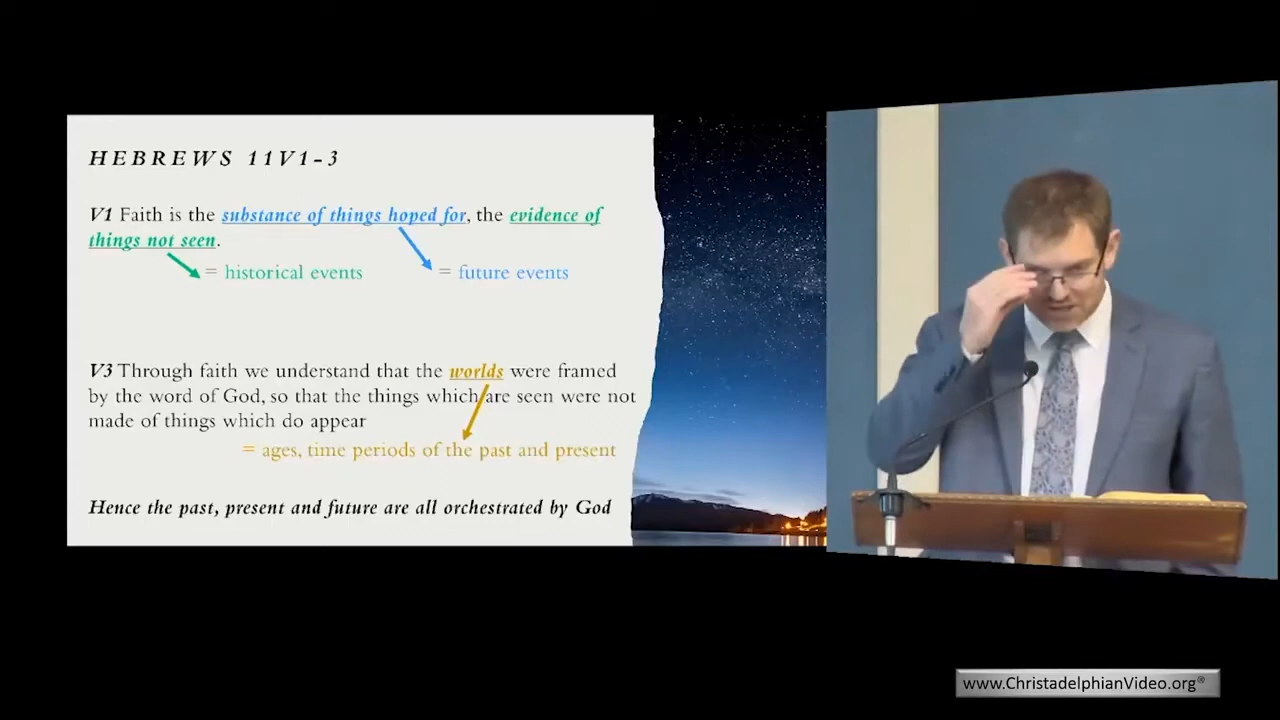 HEBREWS 11V1-3
V1 Faith is the substance of things hoped for, the evidence of
things not seen.
= historical events = future events
V3 Through faith we understand that the worlds were framed
by the word of God, so that the things which are seen were not
made of things which do appear
= ages, time periods of the past and present
Hence the past, present and future are all orchestrated by God
www.ChristadelphianVideo.org®